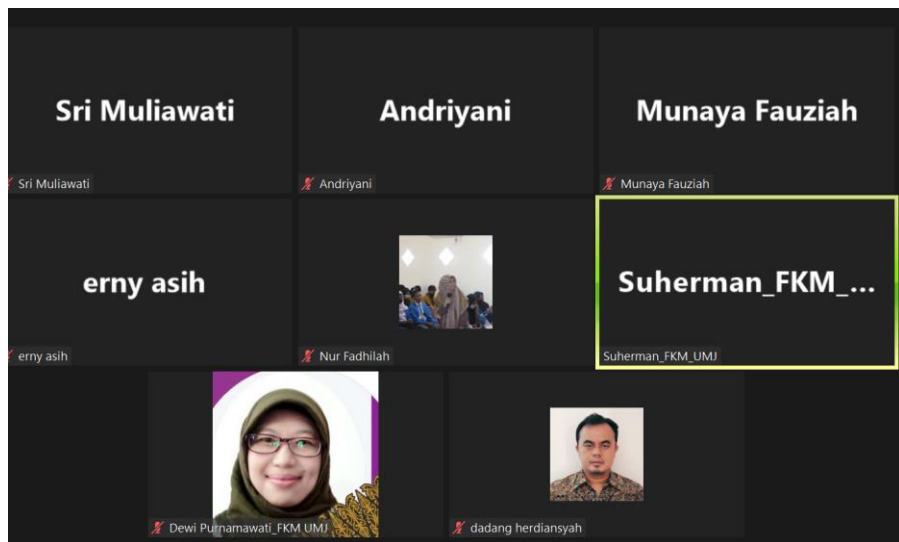 Sri Muliawati
Andriyani
Munaya Fauziah
Sri Muliawati
Andriyani
Munaya Fauziah
erny asih
Suherman_FKM_...
erny asih
Nur Fadhilah
Suherman_FKM_UMJ
Dewi Purnamawati_FKM UMJ
dadang herdiansyah